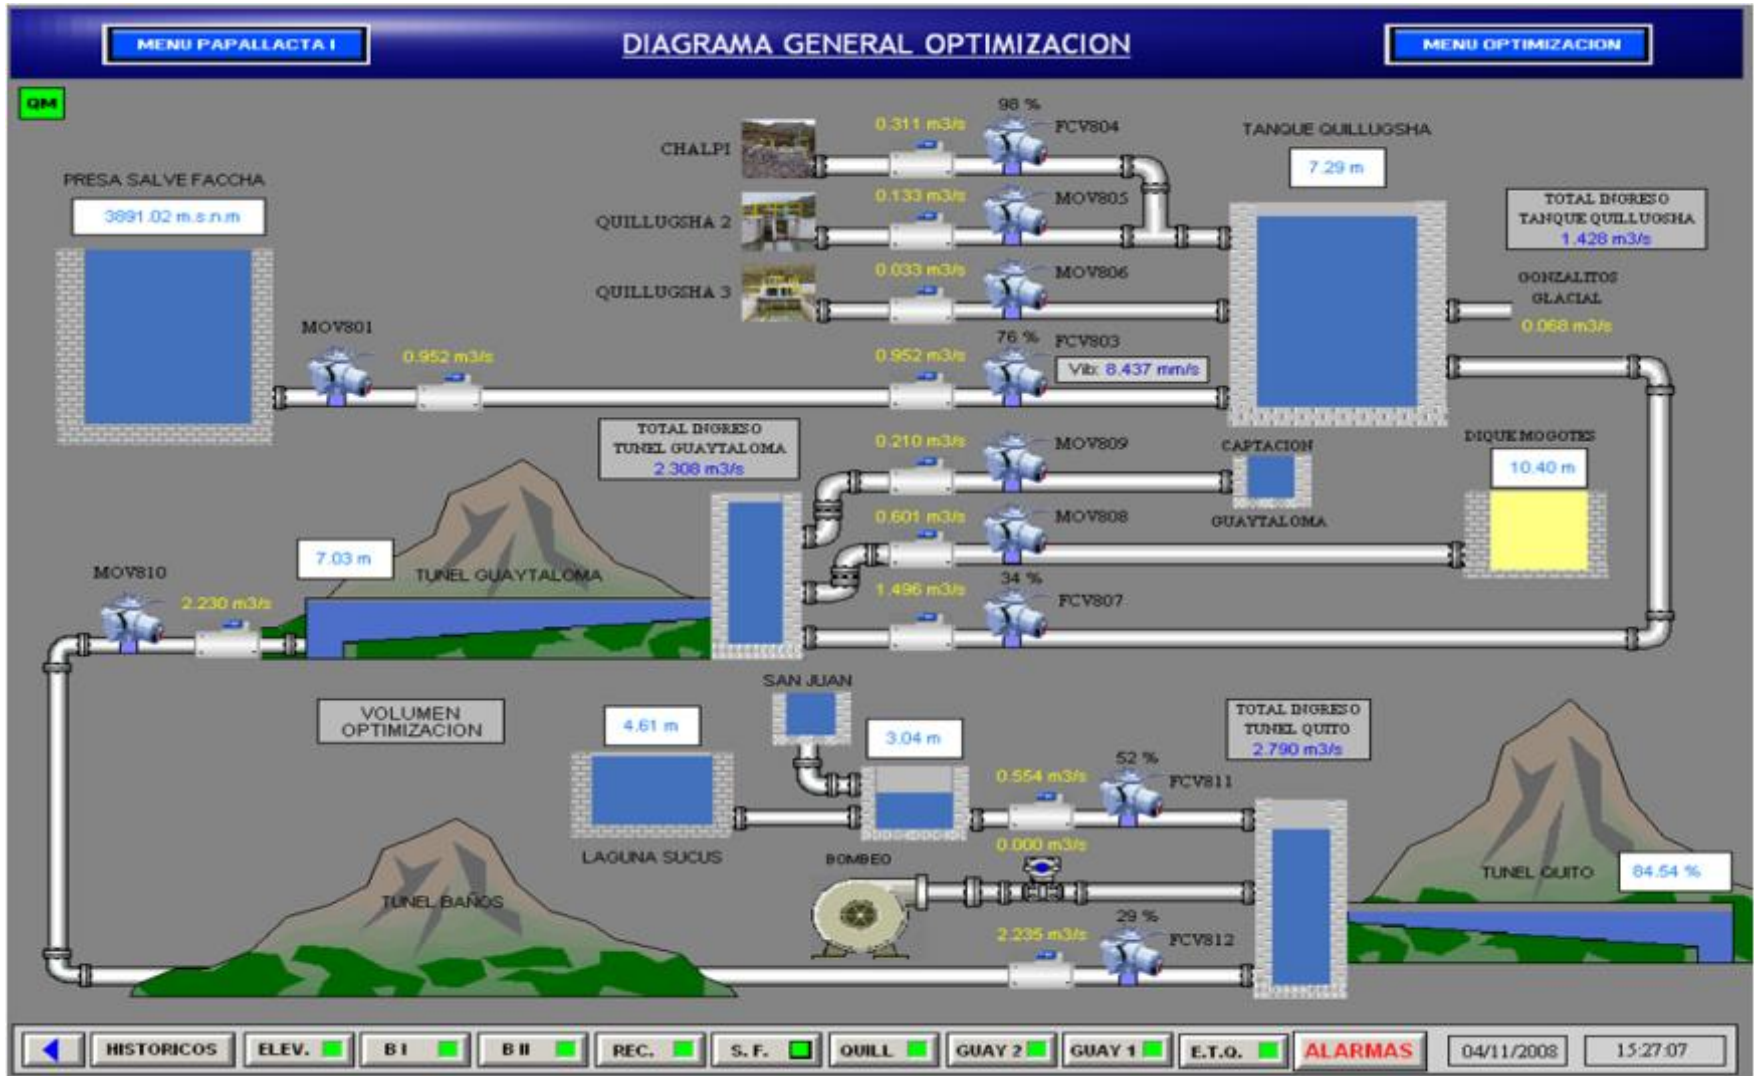 MENU PAPALLACTA I
DIAGRAMA GENERAL OPTIMIZACION
MENU OPTIMIZACION
QM
98 %
0.311 m3/s
FCV804
CHALPI
TANQUE QUILLUGSHA
7.29 m
PRESA SALVE FACCHA
3891.02 m.s.n.m
0.133 m3/s
MOV805
QUILLUGSHA 2
TOTAL INGRESO
TANQUE QUILLUGSHA
1.428 m3/s
0.033 m3/s
MOV806
QUILLUGSHA 3
GONZALITOS
GLACIAL
0.068 m3/s
MOV801
0.952 m3/s
0.952 m3/s
76 %
FCV803
Vib: 8.437 mm/s
TOTAL INGRESO
TUNEL GUAYTALOMA
2.308 m3/s
0.210 m3/s
MOV809
CAPTACION
GUAYTALOMA
DIQUE MOGOTES
10.40 m
0.601 m3/s
MOV808
7.03 m
TUNEL GUAYTALOMA
MOV810
2.230 m3/s
1.496 m3/s
34 %
FCV807
VOLUMEN
OPTIMIZACION
SAN JUAN
4.61 m
3.04 m
TOTAL INGRESO
TUNEL QUITO
2.790 m3/s
0.554 m3/s
52 %
FCV811
LAGUNA SUCUS
BOMBEO
0.000 m3/s
TUNEL QUITO
84.54 %
TUNEL BAÑOS
2.235 m3/s
29 %
FCV812
HISTORICOS
ELEV.
B I
B II
REC.
S. F.
QUILL
GUAY 2
GUAY 1
E.T.Q.
ALARMAS
04/11/2008
15:27:07